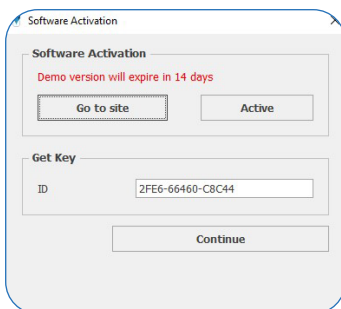 Software Activation
Software Activation
Demo version will expire in 14 days
Go to site Active
Get Key
ID 2FE6-66460-C8C44
Continue